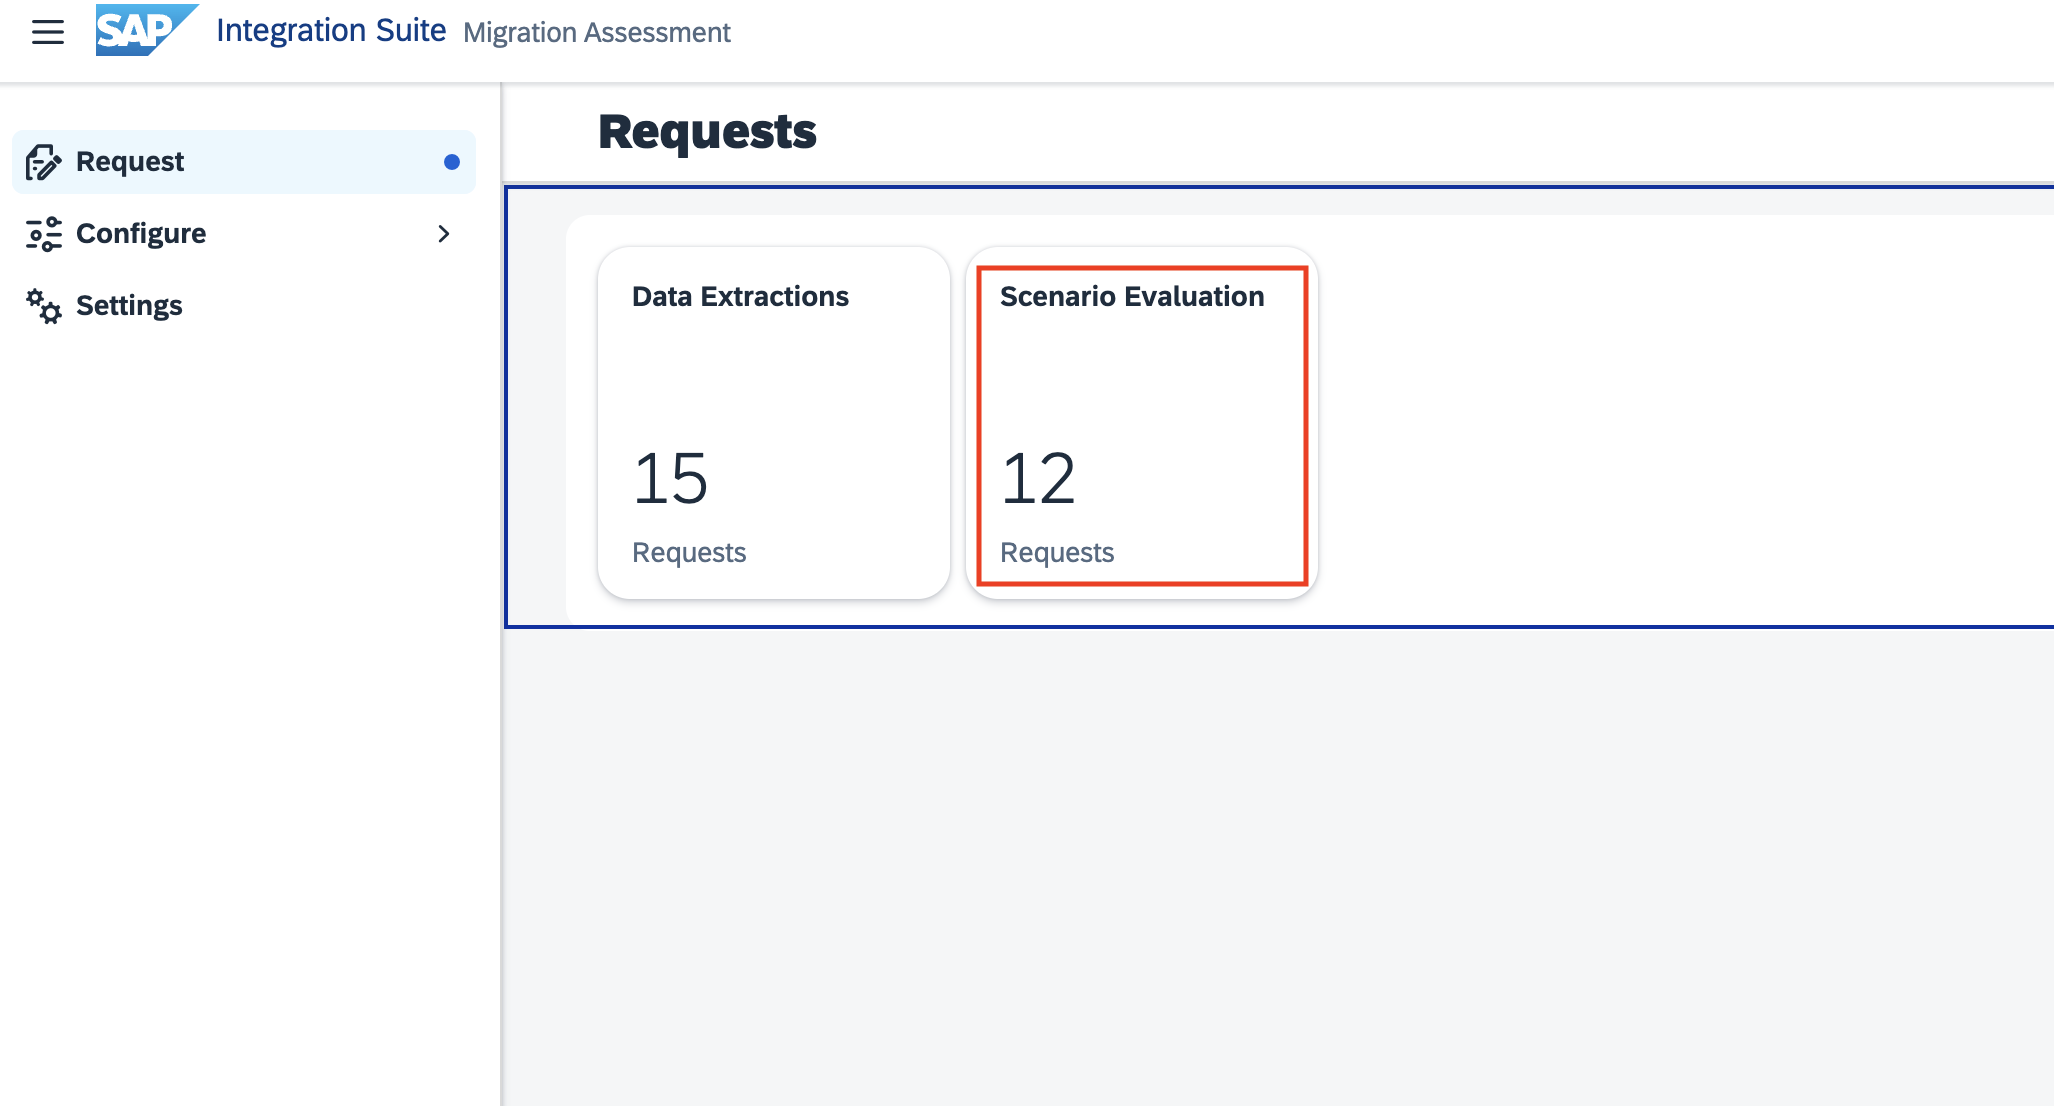 SAP Integration Suite Migration Assessment
Request
Configure
Settings
Requests
Data Extractions
15
Requests
Scenario Evaluation
12
Requests